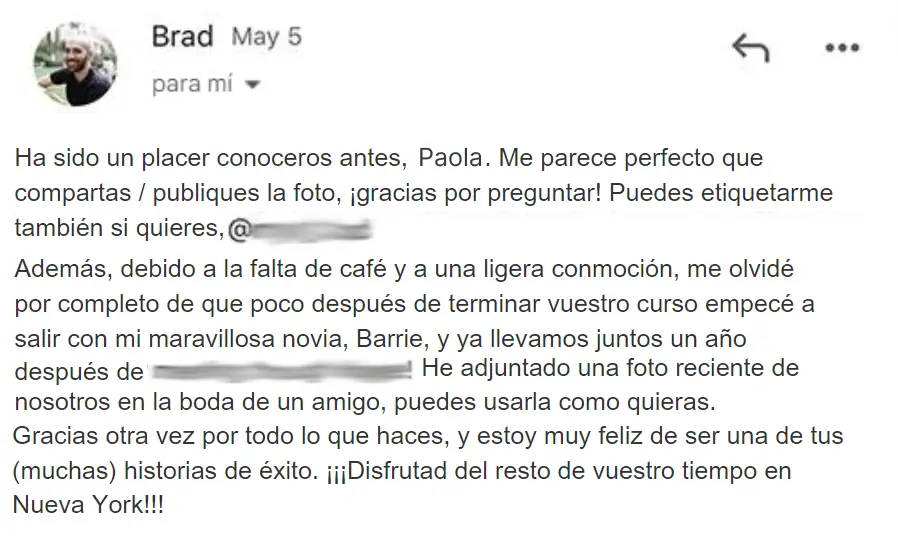 Brad May 5
para mí
Ha sido un placer conoceros antes, Paola. Me parece perfecto que
compartas / publiques la foto, ¡gracias por preguntar! Puedes etiquetarme
también si quieres,@
Además, debido a la falta de café y a una ligera conmoción, me olvidé
por completo de que poco después de terminar vuestro curso empecé a
salir con mi maravillosa novia, Barrie, y ya llevamos juntos un año
después de He adjuntado una foto reciente de
nosotros en la boda de un amigo, puedes usarla como quieras.
Gracias otra vez por todo lo que haces, y estoy muy feliz de ser una de tus
(muchas) historias de éxito. ¡¡¡Disfrutad del resto de vuestro tiempo en
Nueva York!!!